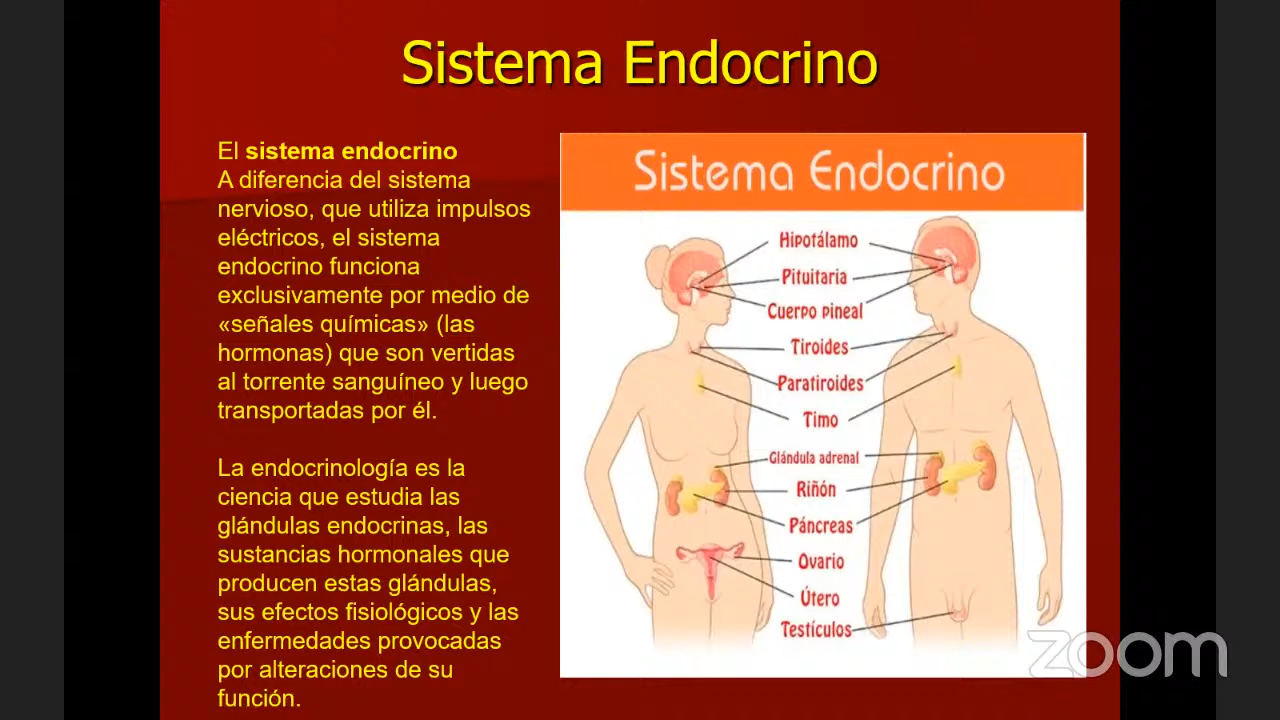 Sistema Endocrino
El sistema endocrino
A diferencia del sistema
nervioso, que utiliza impulsos
eléctricos, el sistema
endocrino funciona
exclusivamente por medio de
«señales químicas» (las
hormonas) que son vertidas
al torrente sanguíneo y luego
transportadas por él.
La endocrinología es la
ciencia que estudia las
glándulas endocrinas, las
sustancias hormonales que
producen estas glándulas,
sus efectos fisiológicos y las
enfermedades provocadas
por alteraciones de su
función.
Sistema Endocrino
Hipotálamo
Pituitaria
Cuerpo pineal
Tiroides
Paratiroides
Timo
Glándula adrenal
Riñón
Páncreas
Ovario
Útero
Testículos
zoom